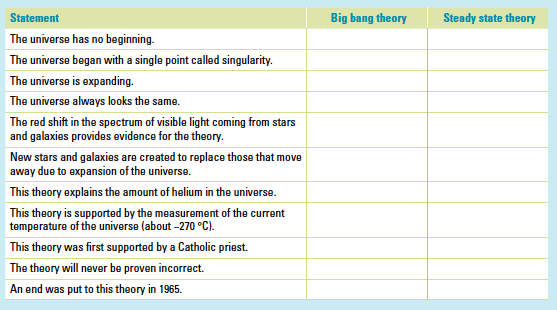 Statement Big bang theory Steady state theory
The universe has no beginning.
The universe began with a single point called singularity.
The universe is expanding.
The universe always looks the same.
The red shift in the spectrum of visible light coming from stars
and galaxies provides evidence for the theory.
New stars and galaxies are created to replace those that move
away due to expansion of the universe.
This theory explains the amount of helium in the universe.
This theory is supported by the measurement of the current
temperature of the universe (about –270 °C).
This theory was first supported by a Catholic priest.
The theory will never be proven incorrect.
An end was put to this theory in 1965.